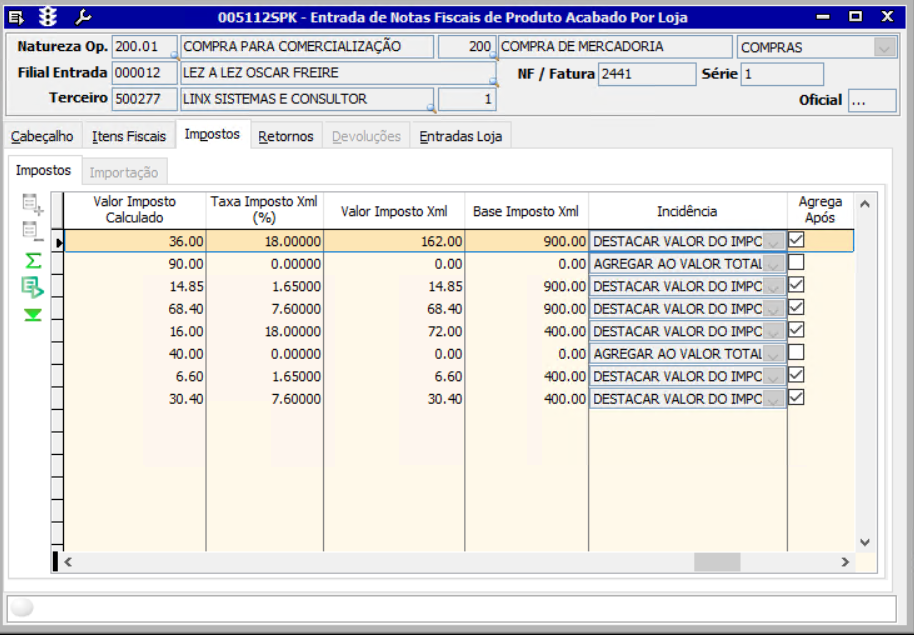 005112SPK - Entrada de Notas Fiscais de Produto Acabado Por Loja
Natureza Op. 200.01 COMPRA PARA COMERCIALIZAÇÃO 200 COMPRA DE MERCADORIA COMPRAS
Filial Entrada 000012 LEZ A LEZ OSCAR FREIRE NF / Fatura 2441 Série 1
Terceiro 500277 LINX SISTEMAS E CONSULTOR 1 Oficial ...
Cabeçalho Itens Fiscais Impostos Retornos Devoluções Entradas Loja
Impostos Importação
Valor Imposto Calculado Taxa Imposto Xml (%) Valor Imposto Xml Base Imposto Xml Incidência Agrega Após
36.00 18.00000 162.00 900.00 DESTACAR VALOR DO IMPO
90.00 0.00000 0.00 0.00 AGREGAR AO VALOR TOTAL
14.85 1.65000 14.85 900.00 DESTACAR VALOR DO IMPO
68.40 7.60000 68.40 900.00 DESTACAR VALOR DO IMPO
16.00 18.00000 72.00 400.00 DESTACAR VALOR DO IMPO
40.00 0.00000 0.00 0.00 AGREGAR AO VALOR TOTAL
6.60 1.65000 6.60 400.00 DESTACAR VALOR DO IMPO
30.40 7.60000 30.40 400.00 DESTACAR VALOR DO IMPO